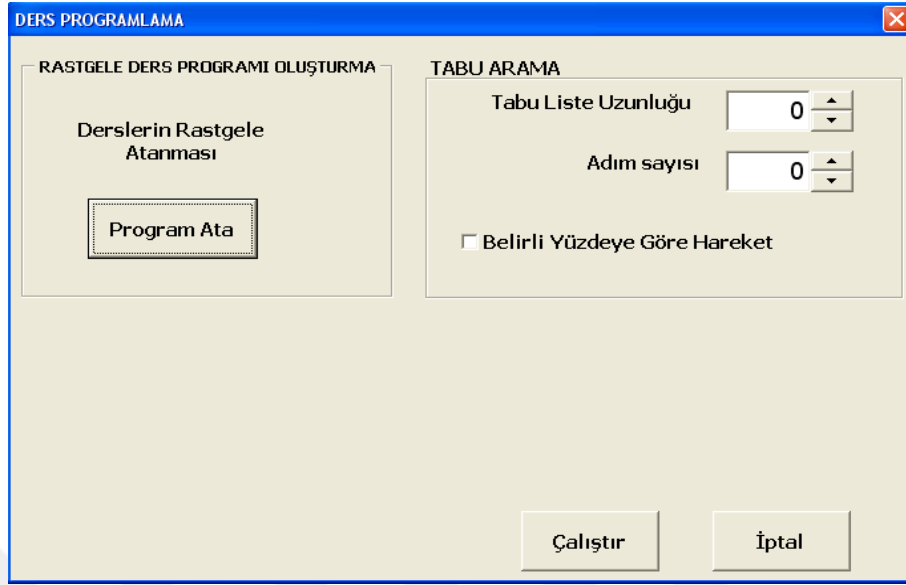 DERS PROGRAMLAMA
RASTGELE DERS PROGRAMI OLUŞTURMA
Derslerin Rastgele
Atanması
Program Ata
TABU ARAMA
Tabu Liste Uzunluğu
0
Adım sayısı
0
Belirli Yüzdeye Göre Hareket
Çalıştır
İptal